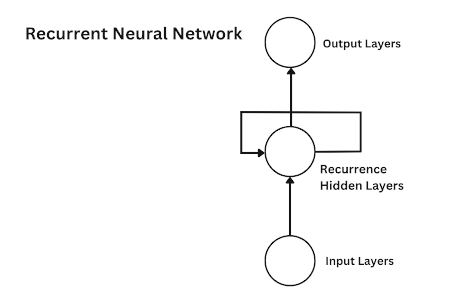 Recurrent Neural Network
Output Layers
Recurrence
Hidden Layers
Input Layers